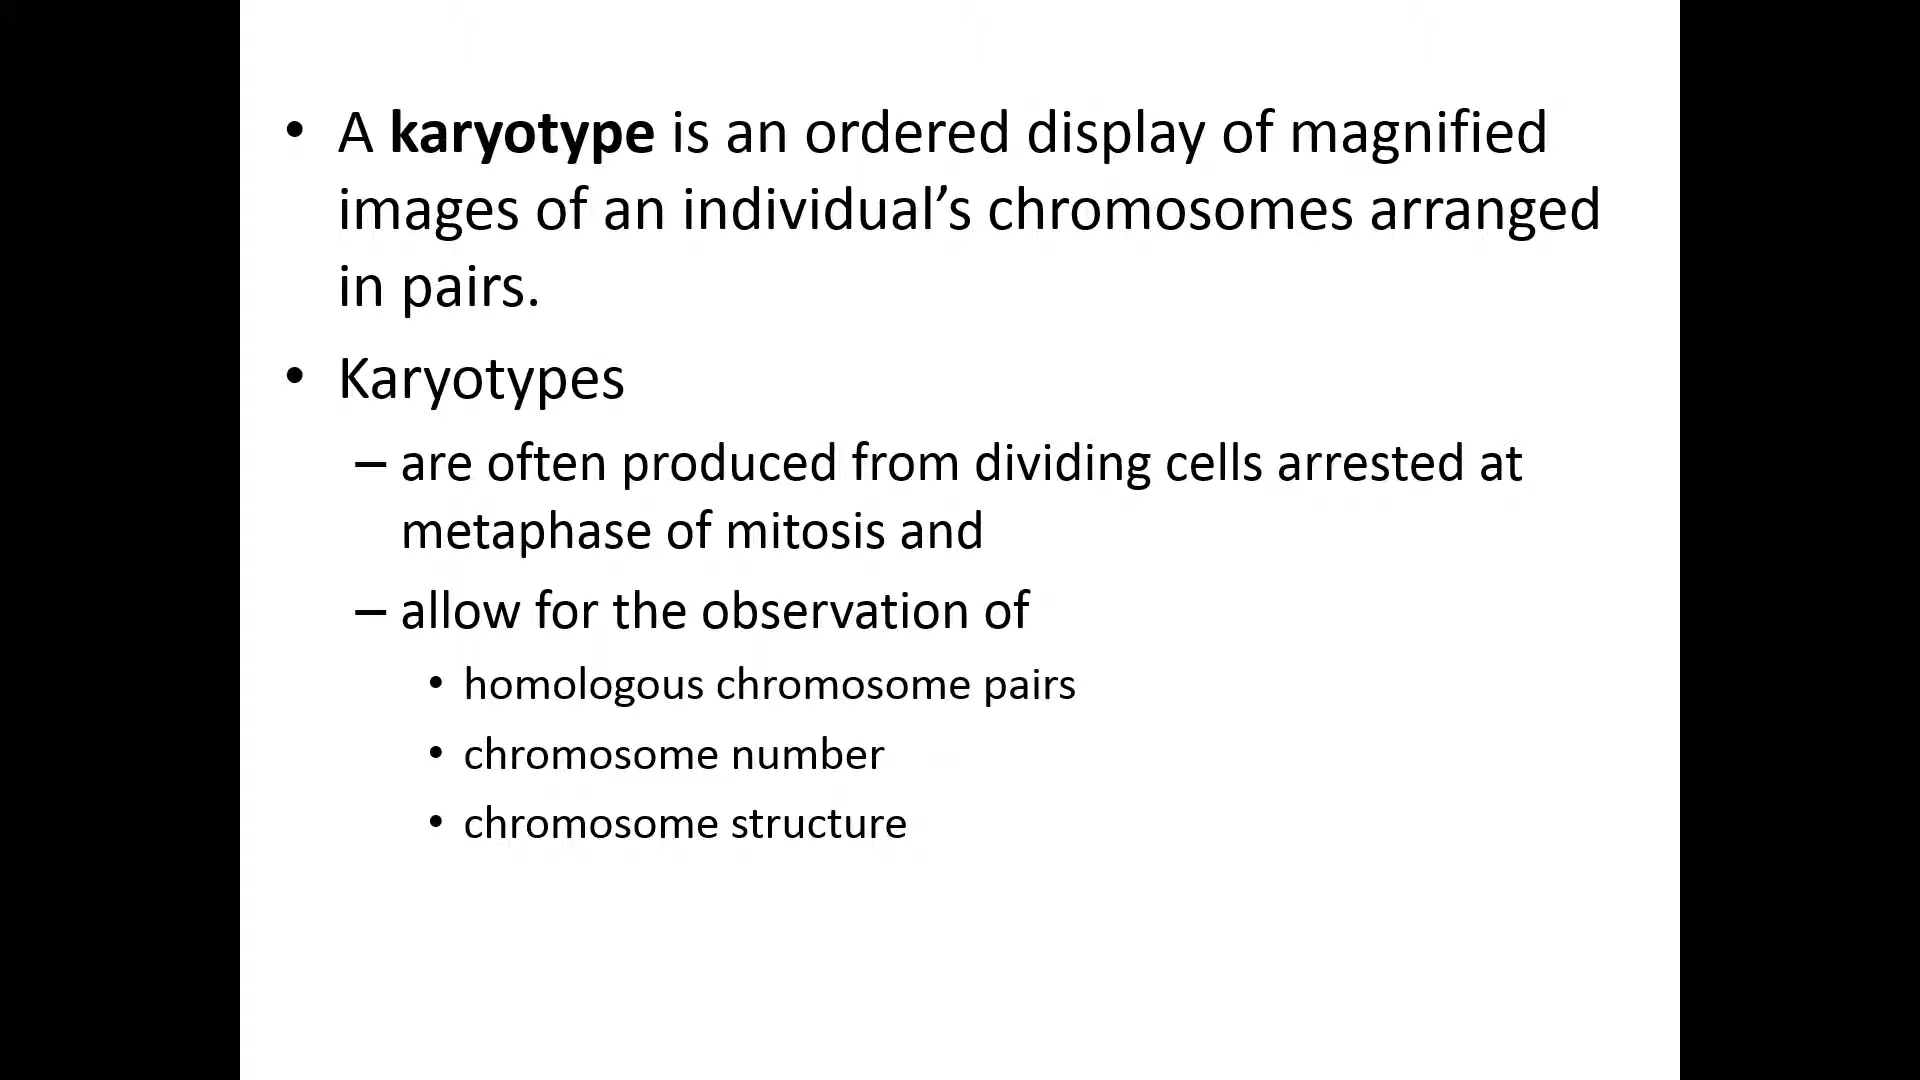 • A karyotype is an ordered display of magnified
images of an individual’s chromosomes arranged
in pairs.
• Karyotypes
– are often produced from dividing cells arrested at
metaphase of mitosis and
– allow for the observation of
• homologous chromosome pairs
• chromosome number
• chromosome structure